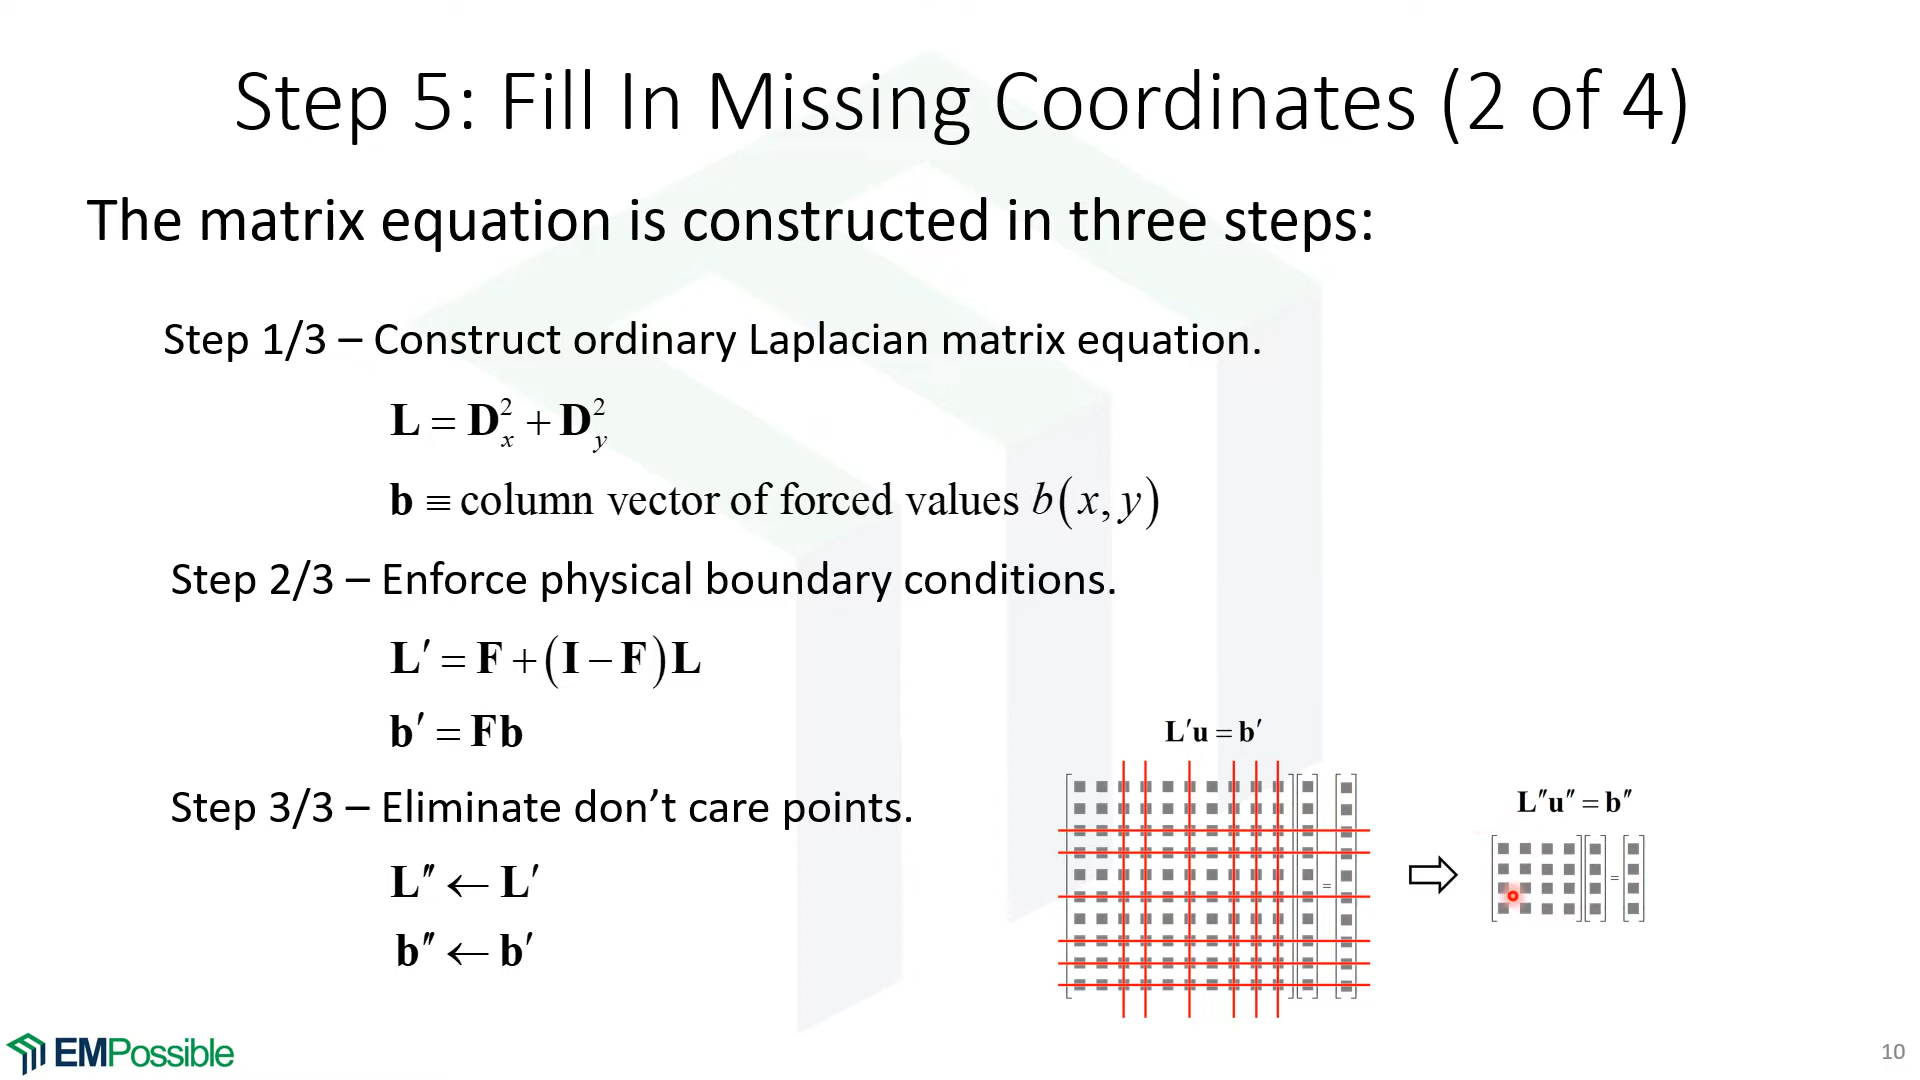 Step 5: Fill In Missing Coordinates (2 of 4)
The matrix equation is constructed in three steps:
Step 1/3 – Construct ordinary Laplacian matrix equation.
L = D²ₓ + D²ᵧ
b ≡ column vector of forced values b(x, y)
Step 2/3 – Enforce physical boundary conditions.
L′ = F + (I − F)L
b′ = Fb
L′u = b′
Step 3/3 – Eliminate don’t care points.
L″u″ = b″
=
=
L″ ← L′
b″ ← b′
EMPossible
10